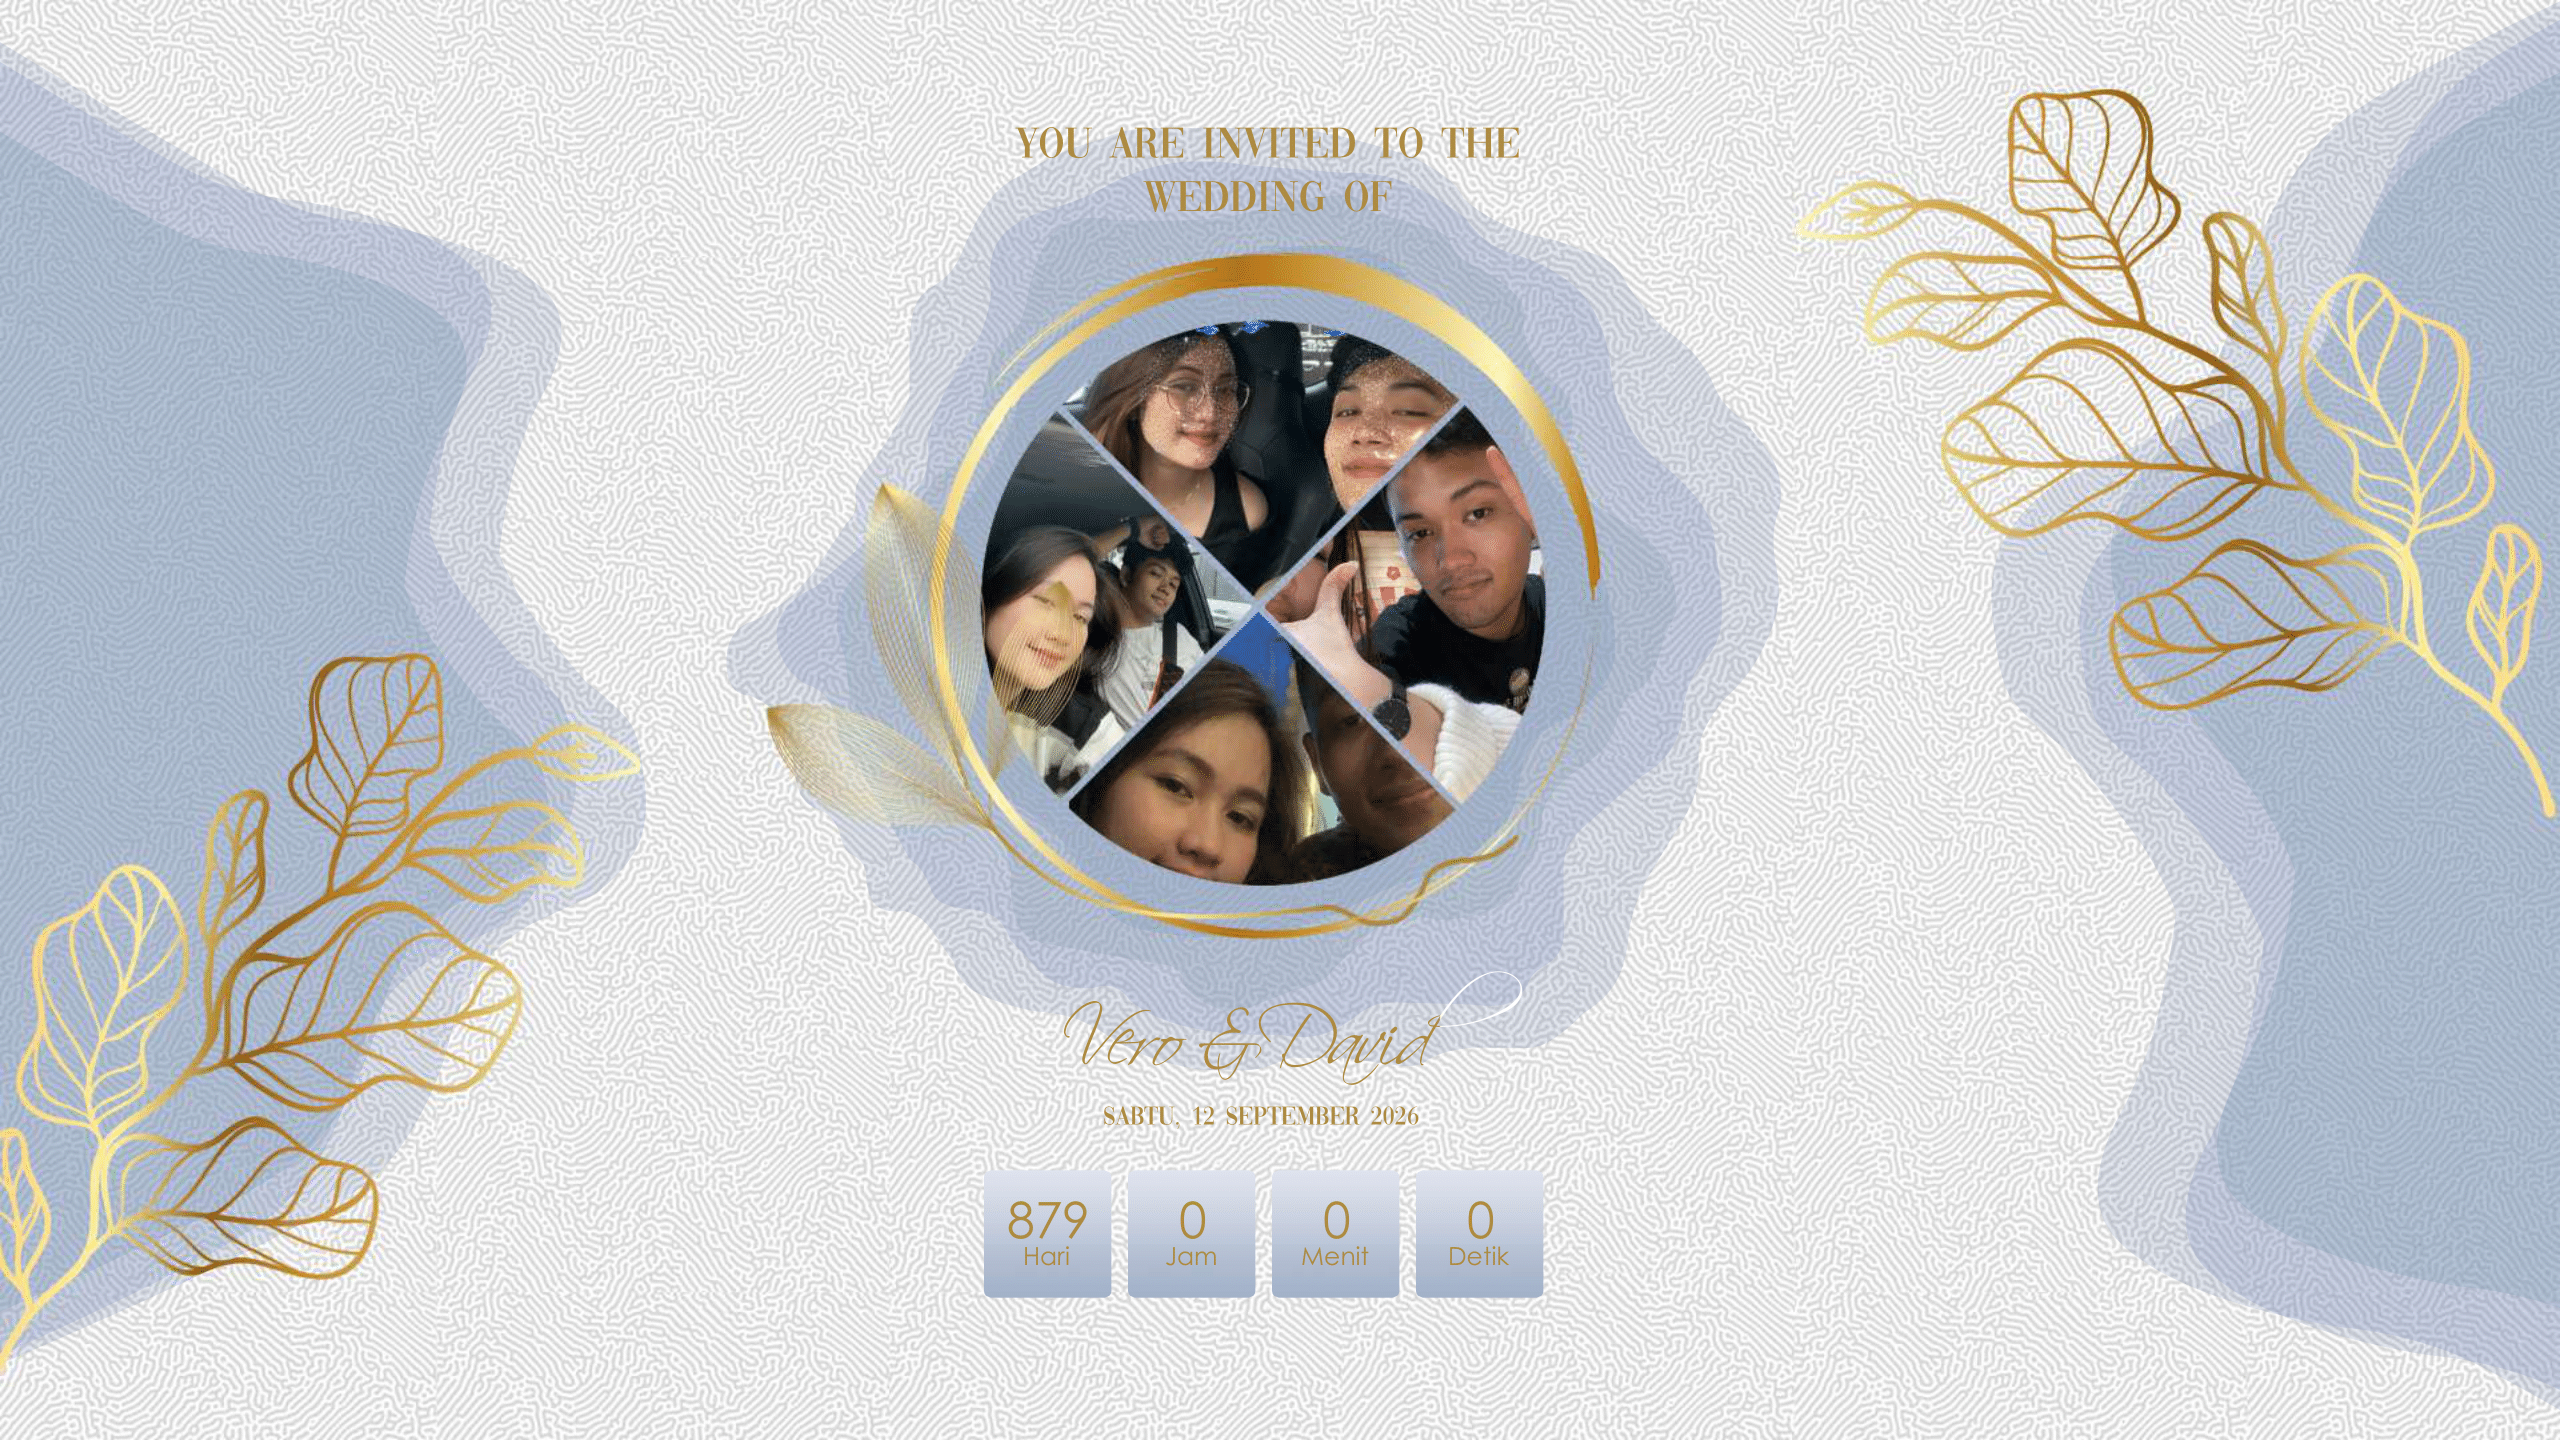 YOU ARE INVITED TO THE
WEDDING OF
Vero & David
SABTU, 12 SEPTEMBER 2026
879 0 0 0
Hari Jam Menit Detik